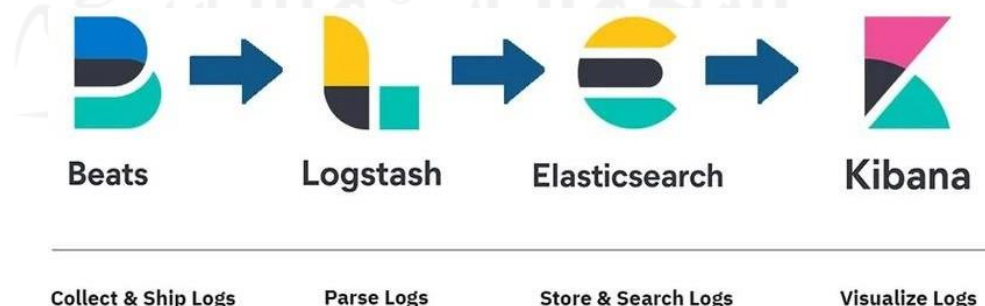 Beats
Logstash
Elasticsearch
Kibana
Collect & Ship Logs
Parse Logs
Store & Search Logs
Visualize Logs